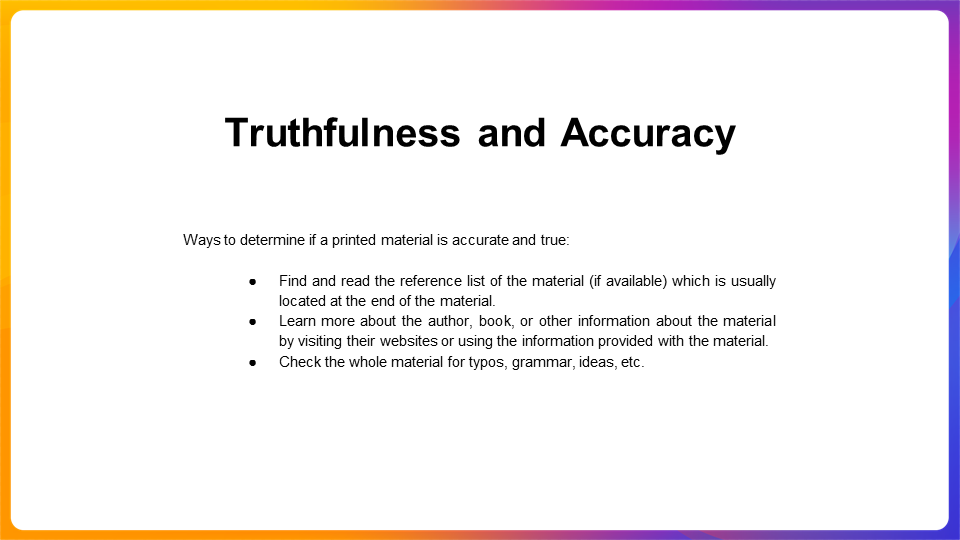 Truthfulness and Accuracy
Ways to determine if a printed material is accurate and true:
● Find and read the reference list of the material (if available) which is usually
located at the end of the material.
● Learn more about the author, book, or other information about the material
by visiting their websites or using the information provided with the material.
● Check the whole material for typos, grammar, ideas, etc.